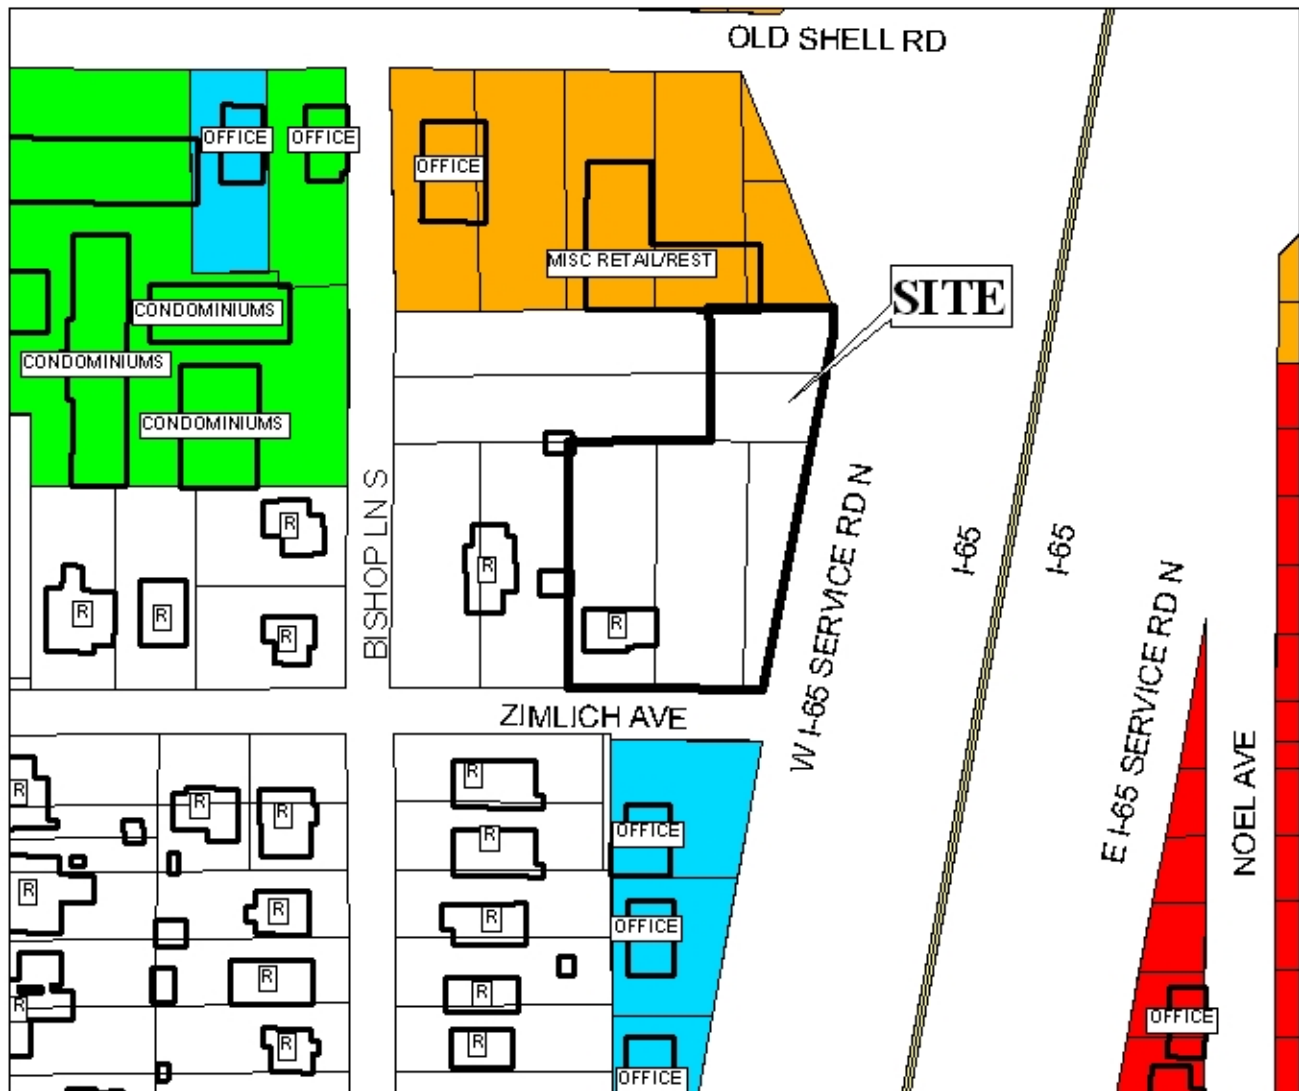 OLD SHELL RD
OFFICE
OFFICE
OFFICE
MISC RETAIL/REST
SITE
CONDOMINIUMS
CONDOMINIUMS
CONDOMINIUMS
BISHOP LN S
R
R
R
R
R
R
W I-65 SERVICE RD N
I-65
I-65
E I-65 SERVICE RD N
NOEL AVE
ZIMLICH AVE
R
R
R
R
R
R
OFFICE
R
R
R
OFFICE
R
R
R
R
R
OFFICE
OFFICE